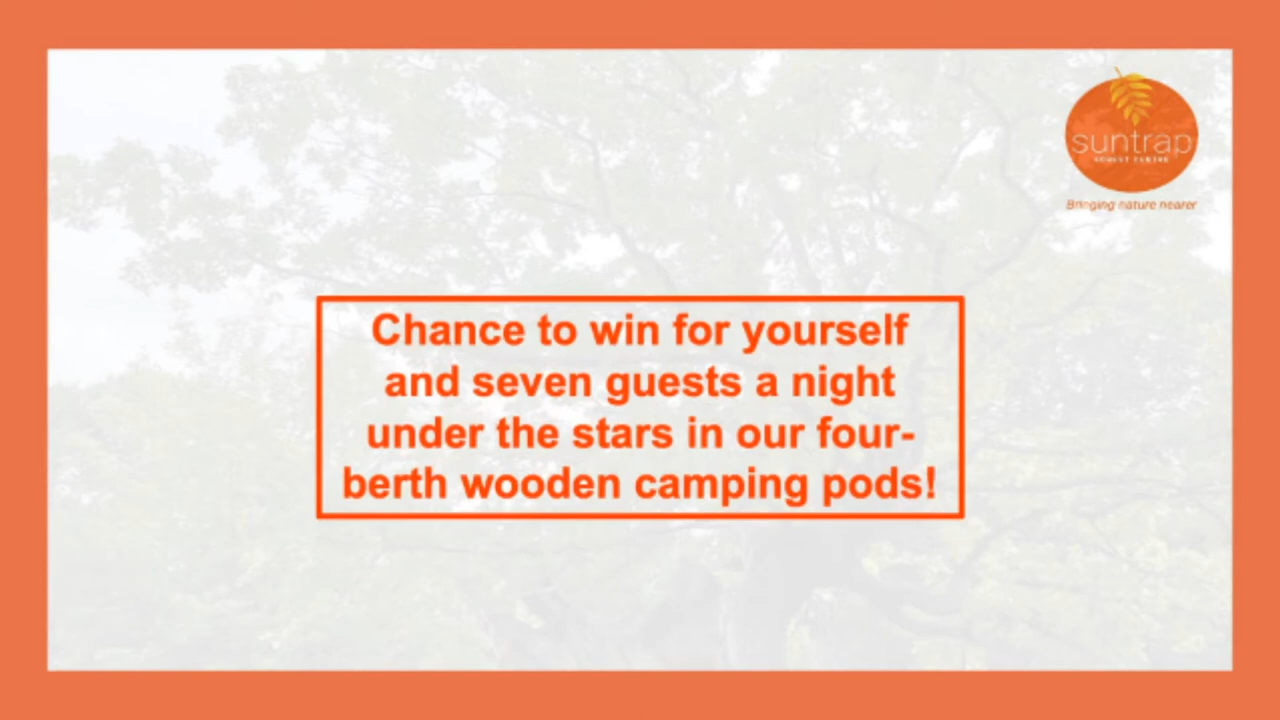 suntrap
Bringing nature nearer
Chance to win for yourself
and seven guests a night
under the stars in our four-
berth wooden camping pods!